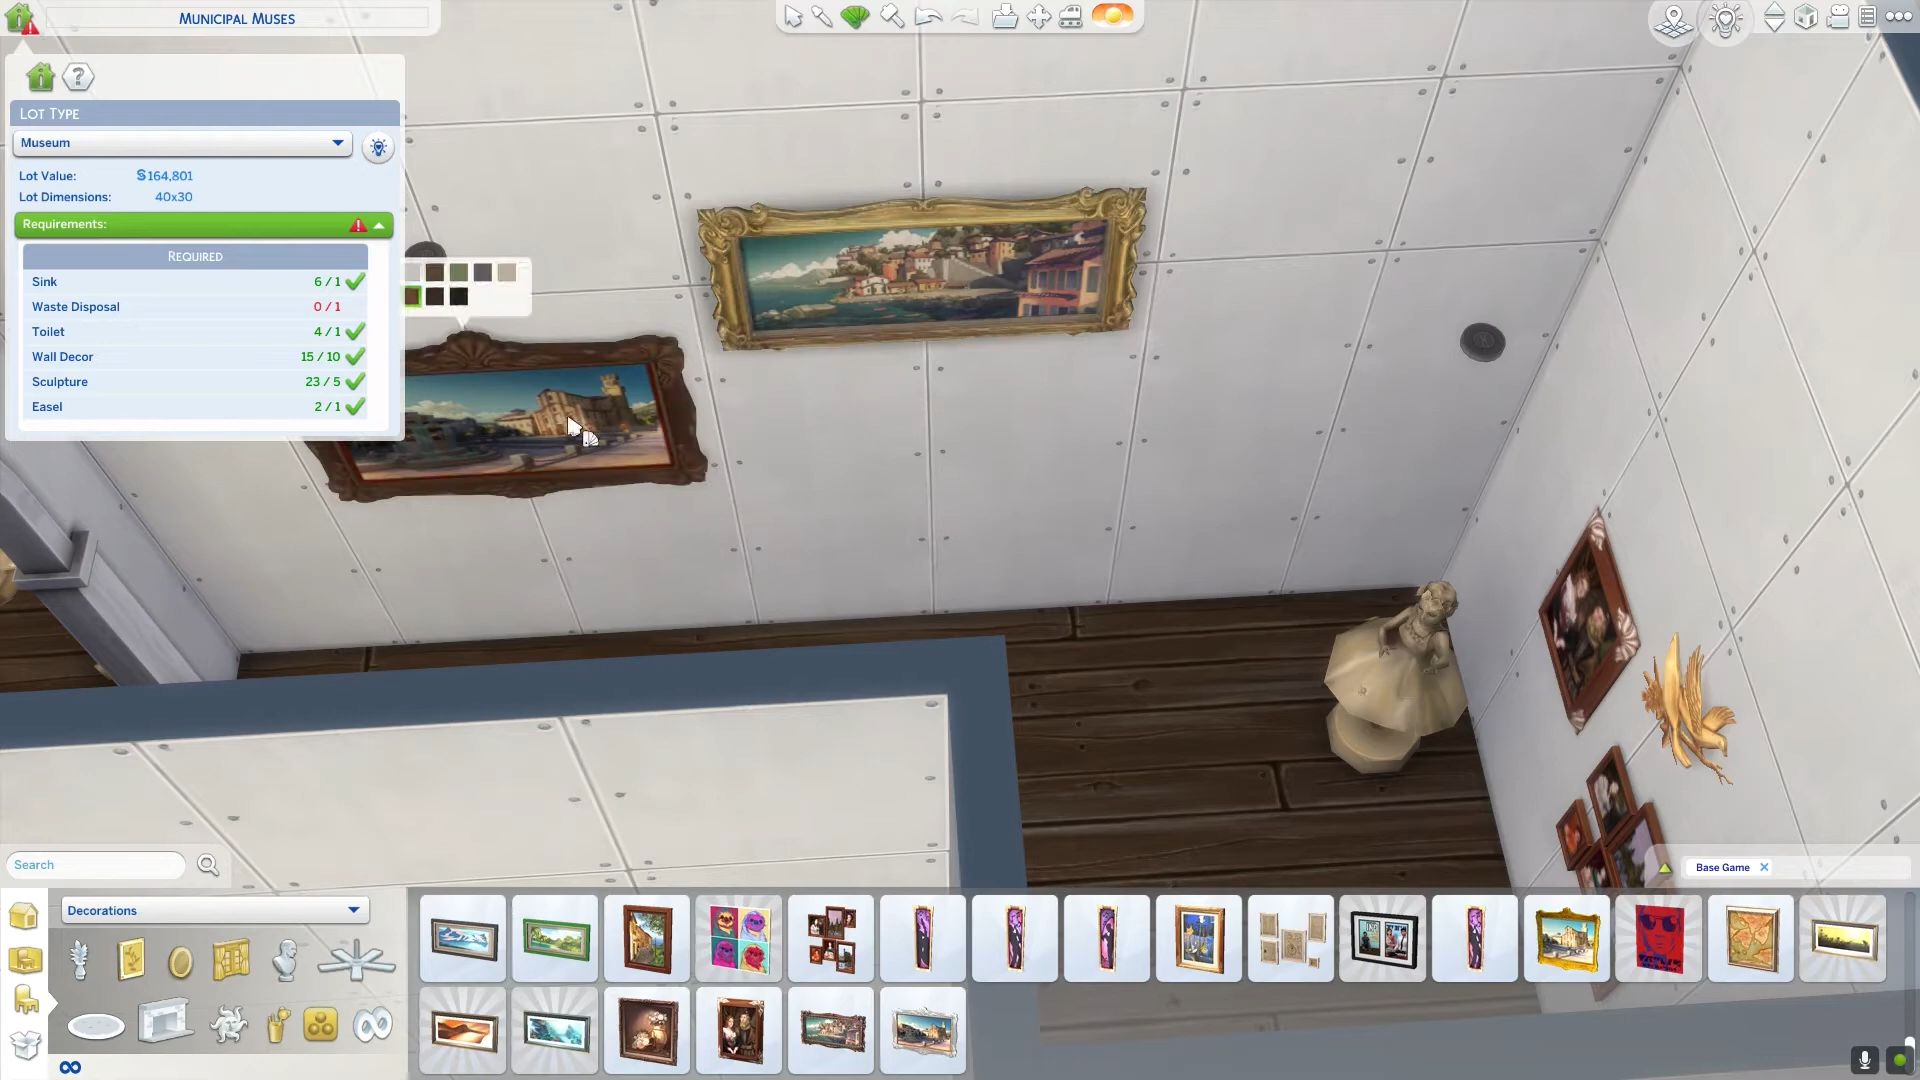 MUNICIPAL MUSES
LOT TYPE
Museum
Lot Value: §164,801
Lot Dimensions: 40x30
Requirements:
REQUIRED
Sink 6 / 1
Waste Disposal 0 / 1
Toilet 4 / 1
Wall Decor 15 / 10
Sculpture 23 / 5
Easel 2 / 1
Search
Base Game
Decorations